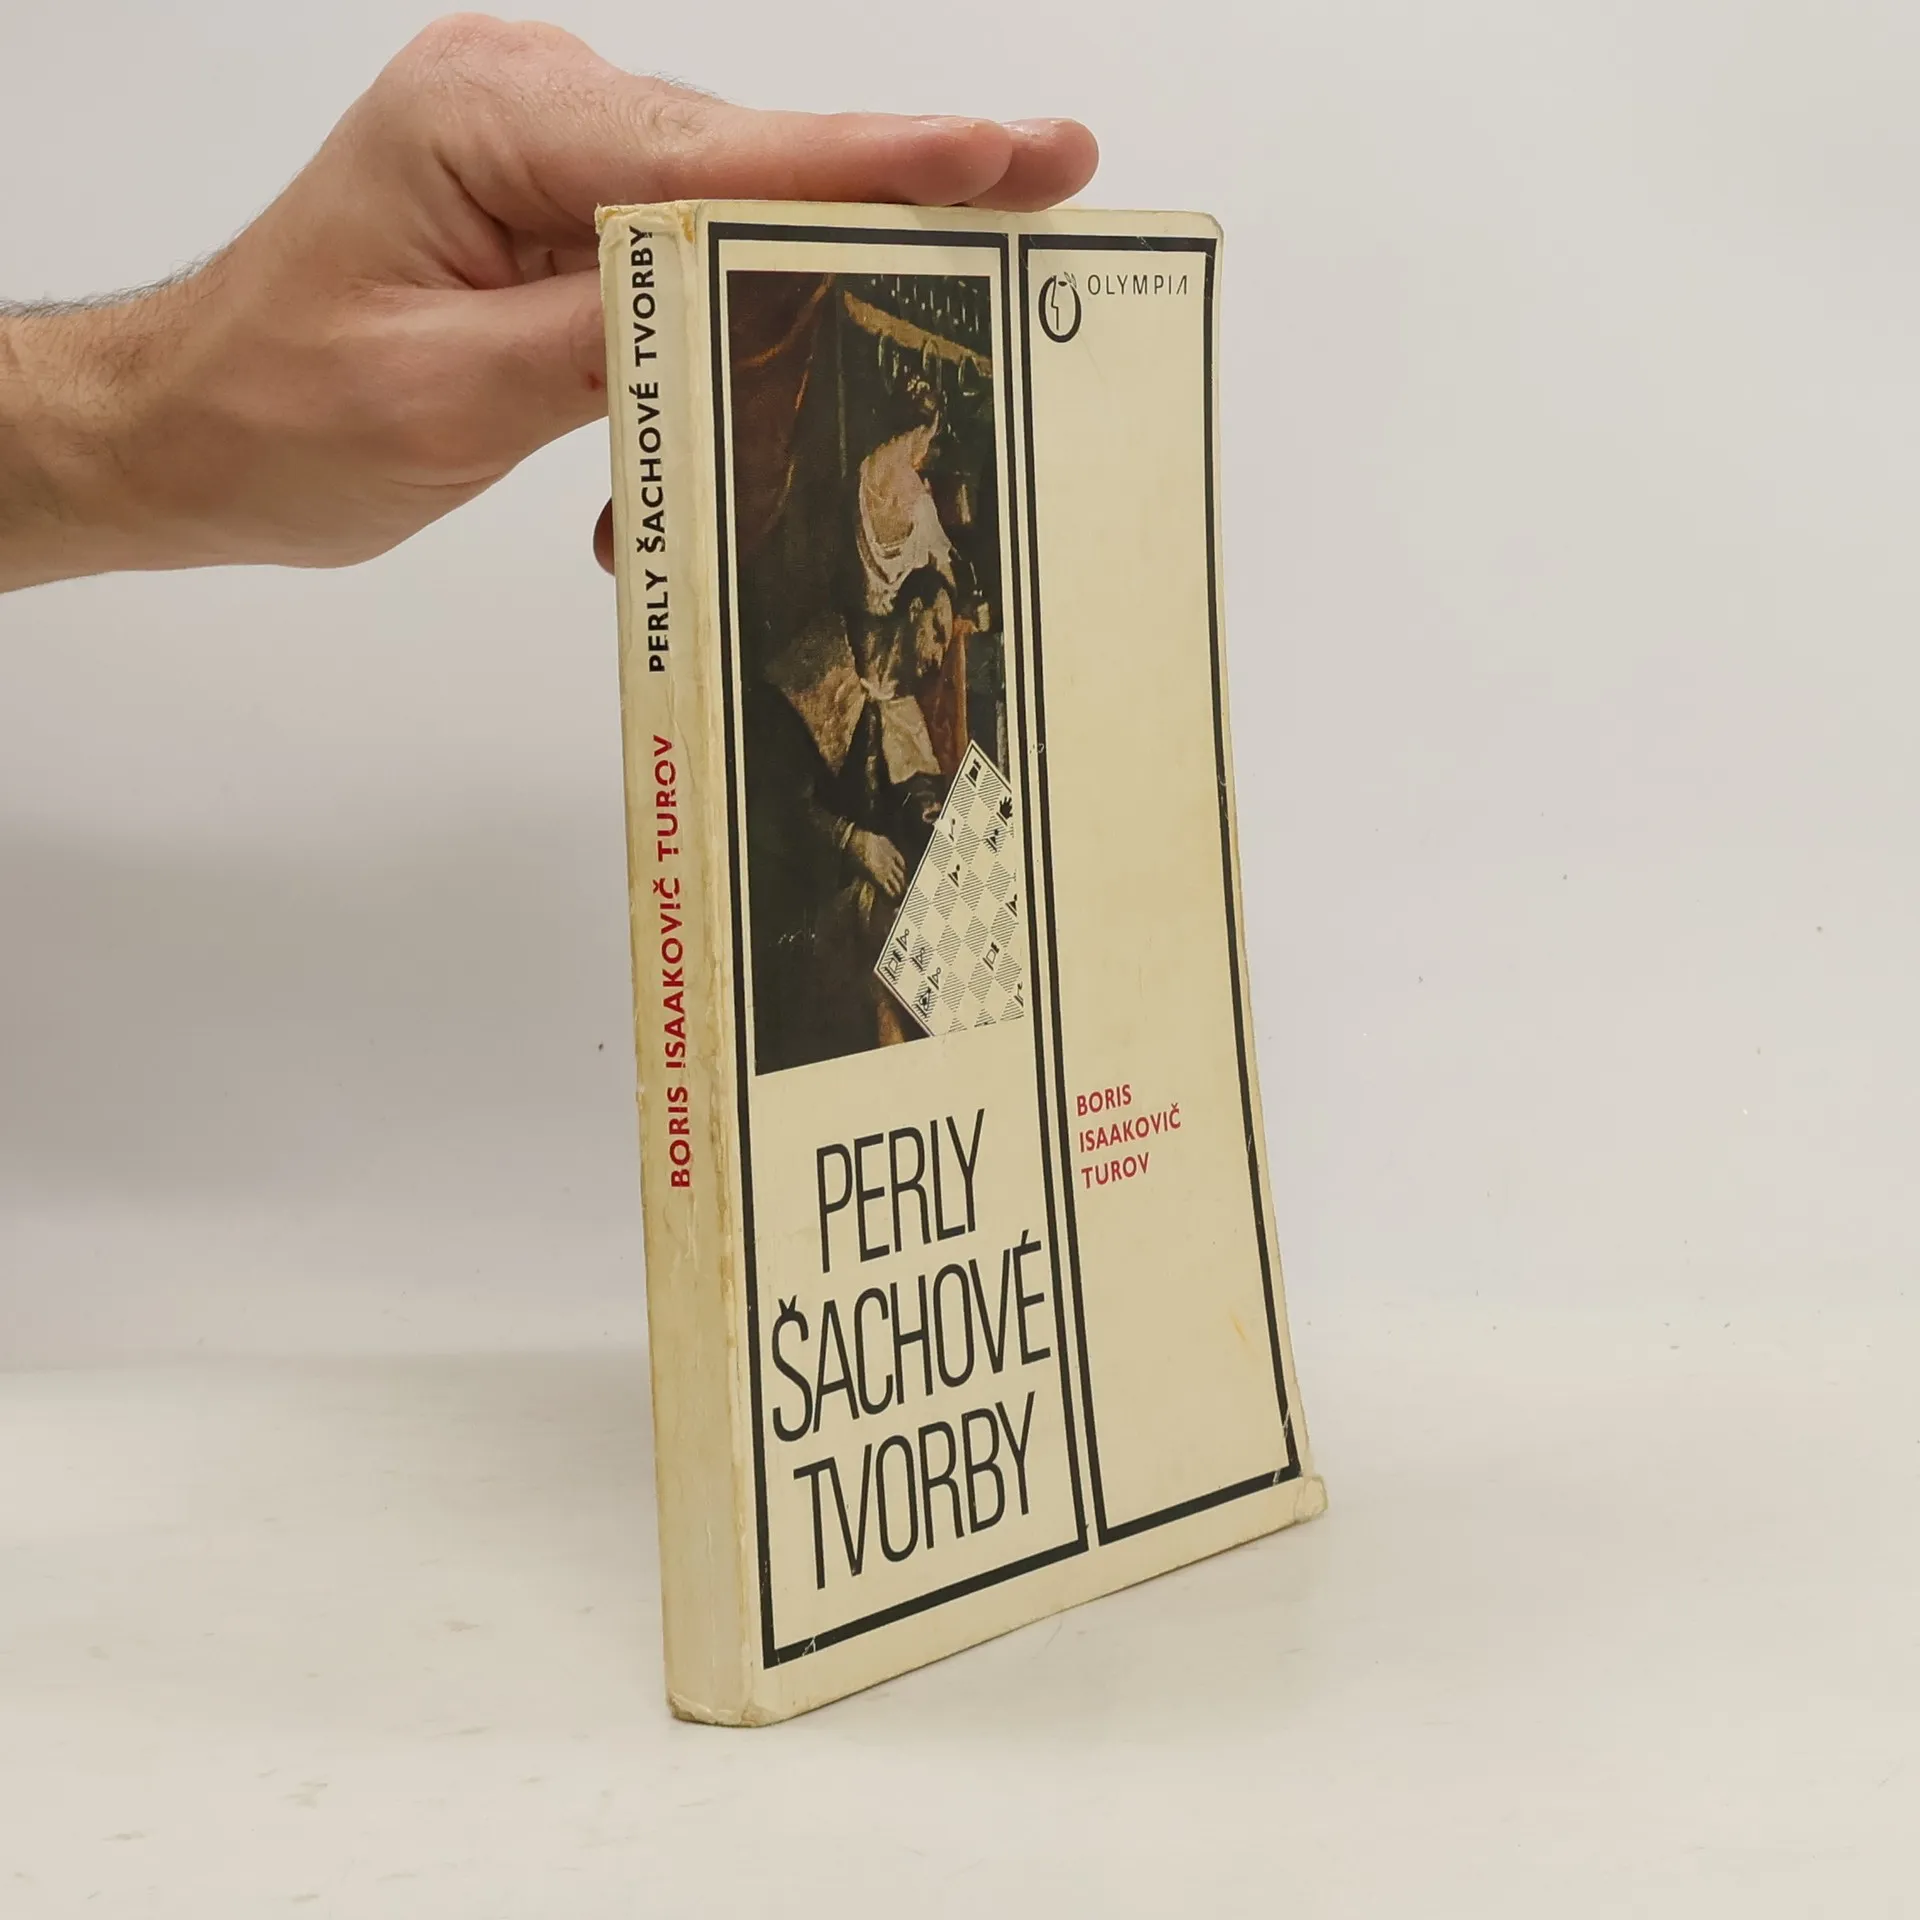 BORIS ISAAKOVIČ TUROV PERLY ŠACHOVÉ TVORBY
OLYMPIA
BORIS
ISAAKOVIČ
TUROV
PERLY
ŠACHOVÉ
TVORBY